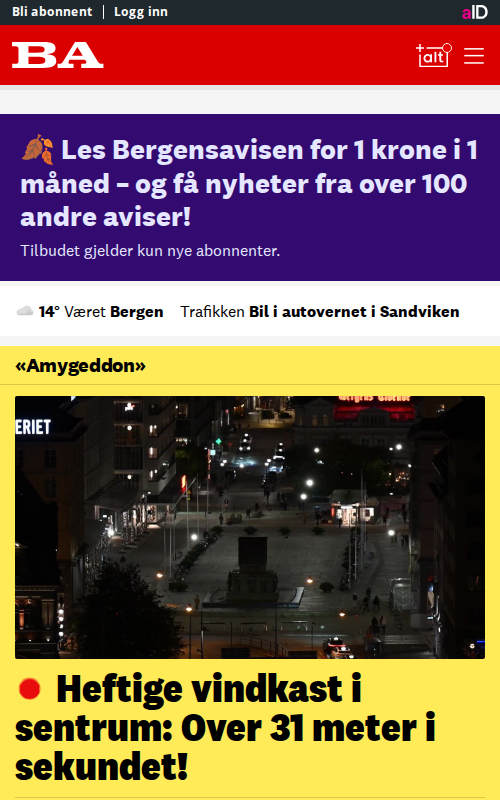 Bli abonnent | Logg inn
aID
BA
alt
Les Bergensavisen for 1 krone i 1
måned – og få nyheter fra over 100
andre aviser!
Tilbudet gjelder kun nye abonnenter.
14° Været Bergen Trafikken Bil i autovernet i Sandviken
«Amygeddon»
ERIET
Heftige vindkast i
sentrum: Over 31 meter i
sekundet!